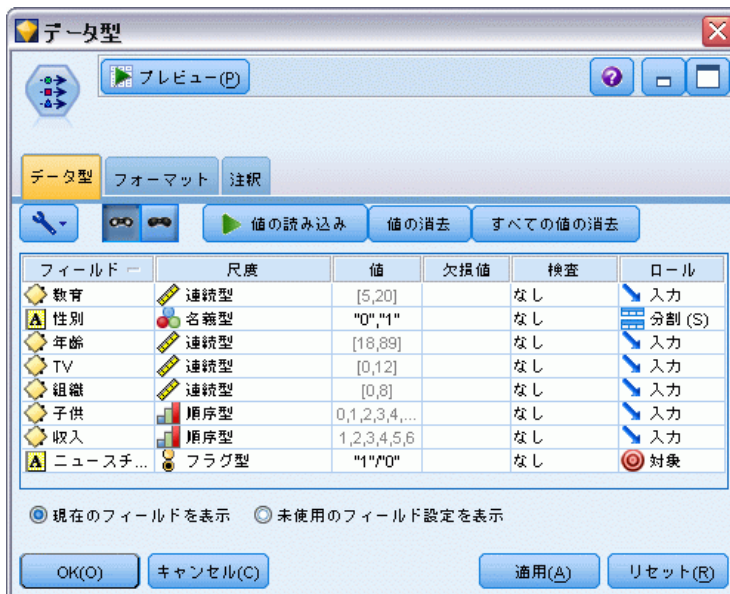 データ型
プレビュー(P)
データ型 フォーマット 注釈
値の読み込み 値の消去 すべての値の消去
フィールド 尺度 値 欠損値 検査 ロール
教育 連続型 [5,20] なし 入力
A 性別 名義型 "0","1" なし 分割(S)
年齢 連続型 [18,89] なし 入力
TV 連続型 [0,12] なし 入力
組織 連続型 [0,8] なし 入力
子供 順序型 0,1,2,3,4,... なし 入力
収入 順序型 1,2,3,4,5,6 なし 入力
A ニュースチ... フラグ型 "1"/"0" なし 対象
現在のフィールドを表示 未使用のフィールド設定を表示
OK(O) キャンセル(C) 適用(A) リセット(R)